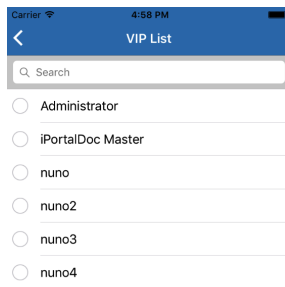 Carrier 4:58 PM
VIP List
Search
Administrator
iPortalDoc Master
nuno
nuno2
nuno3
nuno4